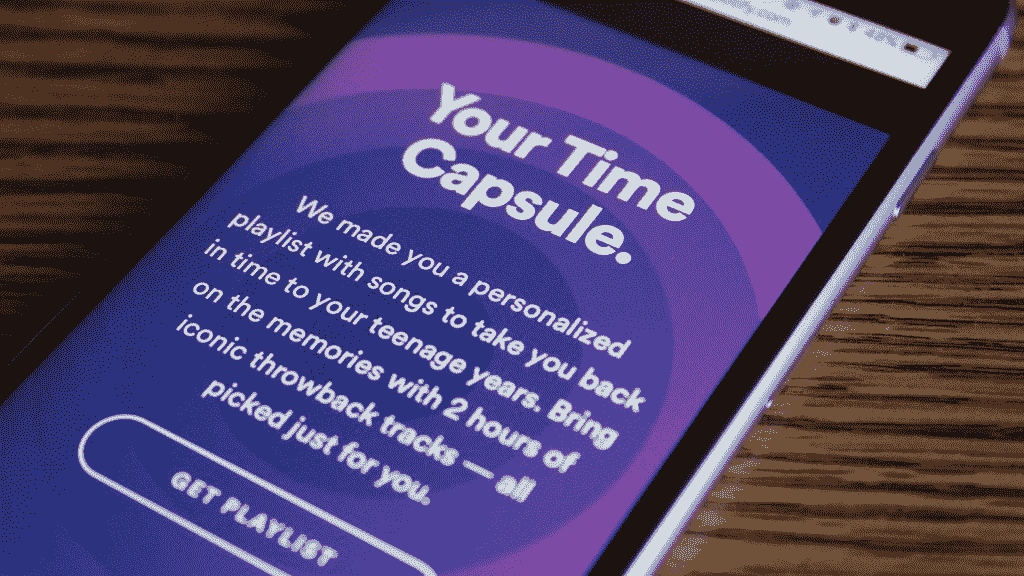 48%
Your Time
Capsule.
We made you a personalized
playlist with songs to take you back
in time to your teenage years. Bring
on the memories with 2 hours of
iconic throwback tracks — all
picked just for you.
GET PLAYLIST